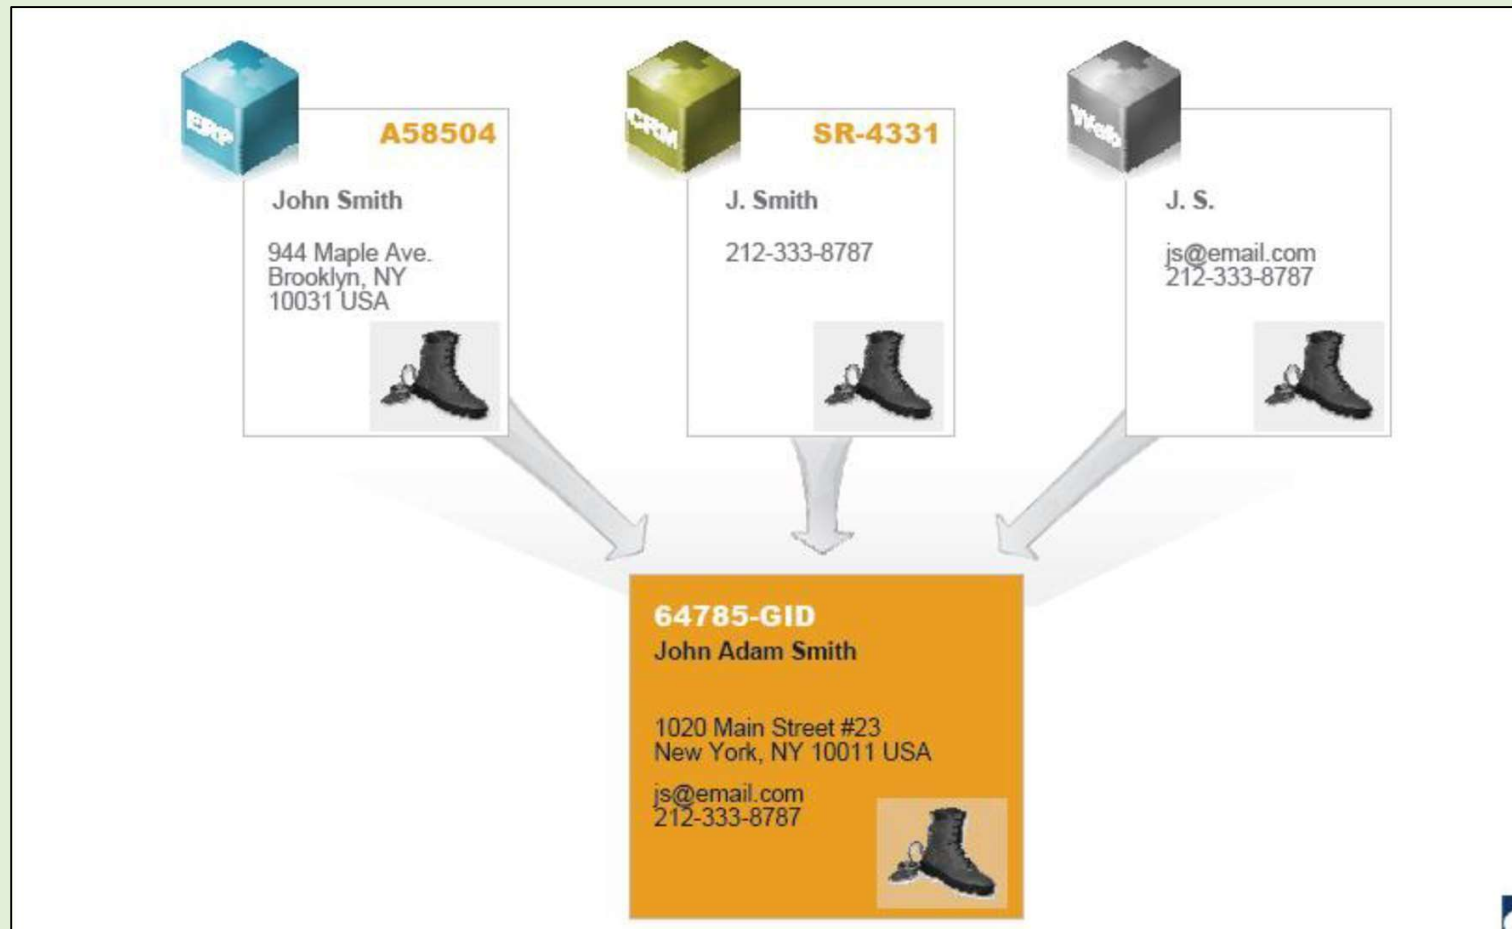 ERP
A58504
John Smith
944 Maple Ave.
Brooklyn, NY
10031 USA
CRM
SR-4331
J. Smith
212-333-8787
Web
J. S.
js@email.com
212-333-8787
64785-GID
John Adam Smith
1020 Main Street #23
New York, NY 10011 USA
js@email.com
212-333-8787